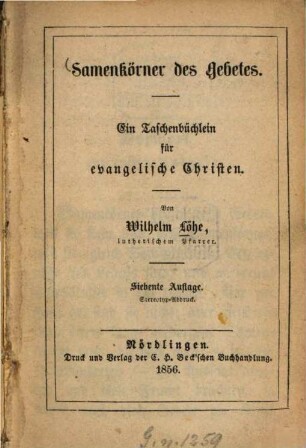 Samenkörner des Gebetes.
Ein Taschenbüchlein
für
evangelische Christen.
Von
Wilhelm Löhe,
lutherischem Pfarrer.
Siebente Auflage.
Stereotyp-Abdruck.
Nördlingen.
Druck und Verlag der C. H. Beck'schen Buchhandlung.
1856.
G. n. 1259